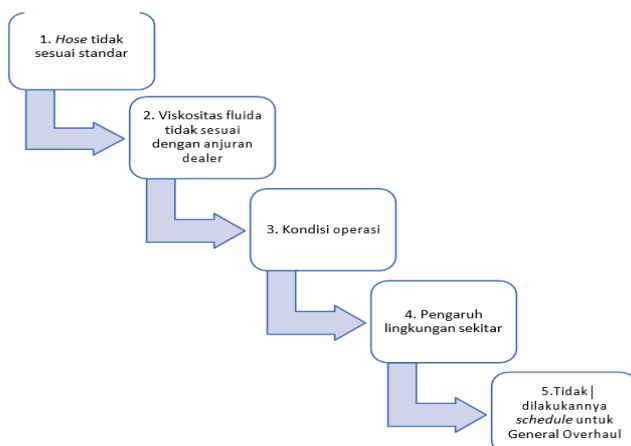 1. Hose tidak
sesuai standar
2. Viskositas fluida
tidak sesuai
dengan anjuran
dealer
3. Kondisi operasi
4. Pengaruh
lingkungan sekitar
5.Tidak|
dilakukannya
schedule untuk
General Overhaul